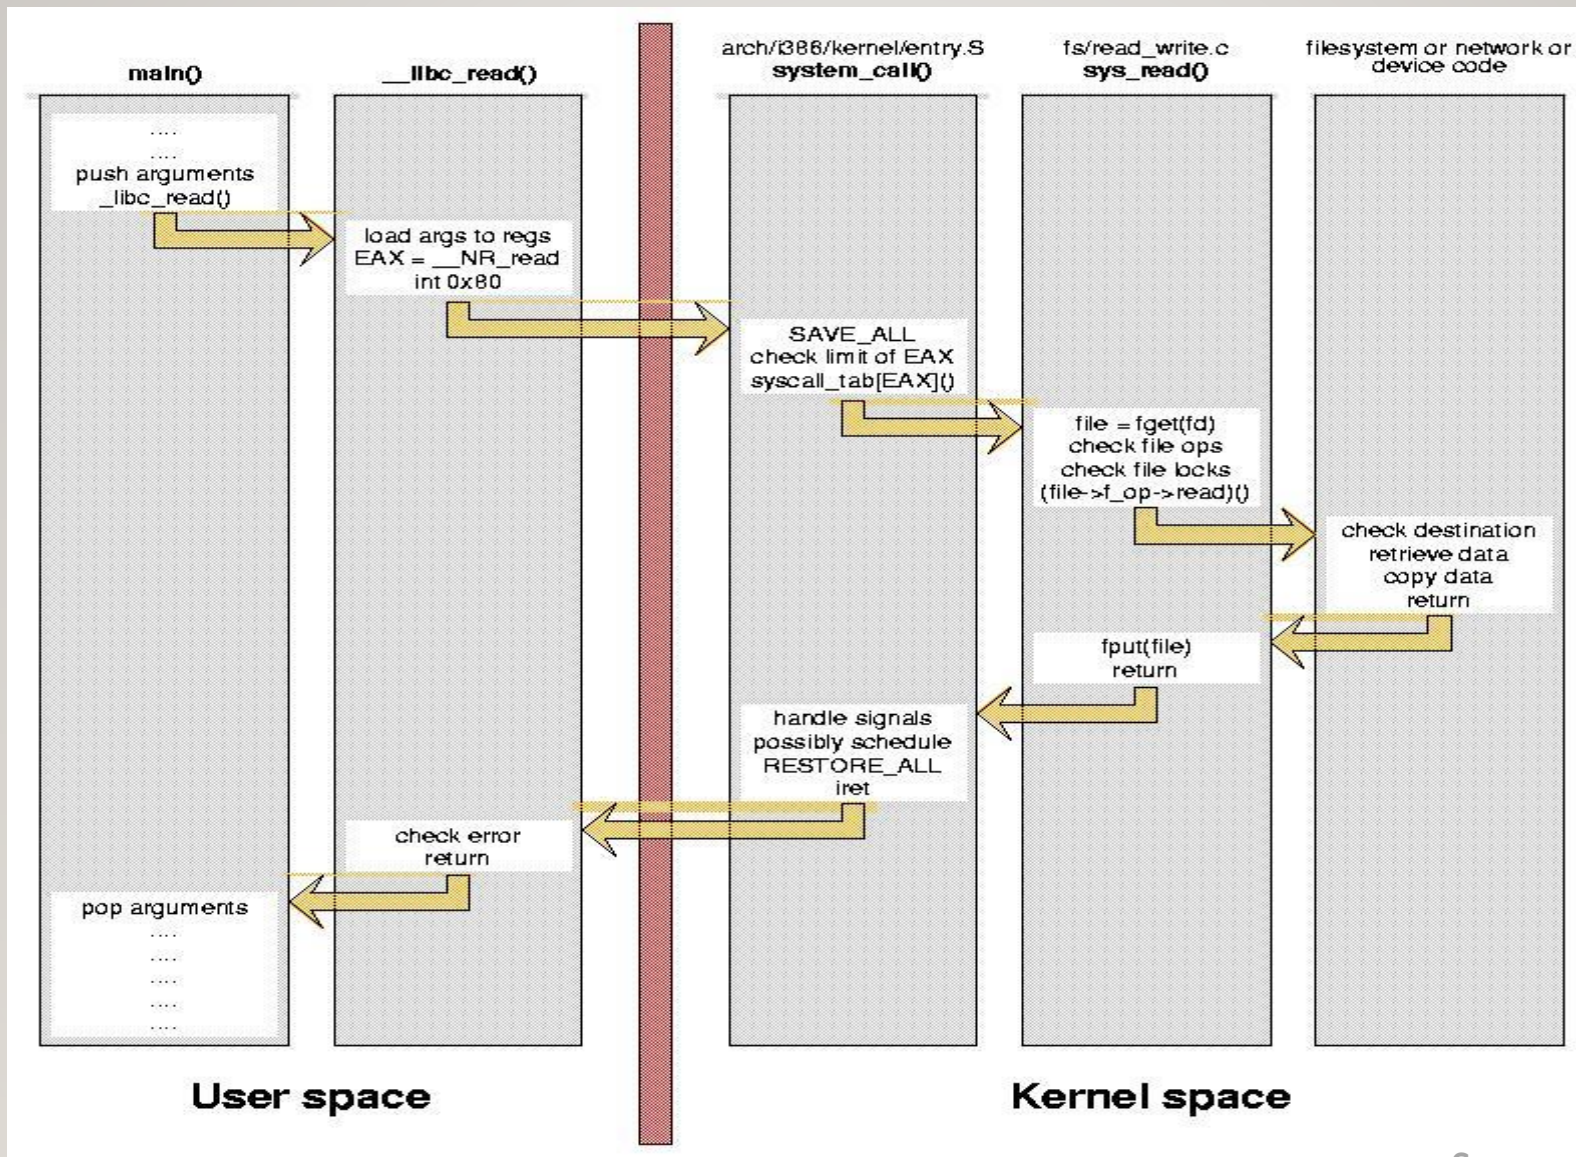 main()
__libc_read()
arch/i386/kernel/entry.S
system_call()
fs/read_write.c
sys_read()
filesystem or network or
device code
....
....
push arguments
_libc_read()
load args to regs
EAX = __NR_read
int 0x80
SAVE_ALL
check limit of EAX
syscall_tab[EAX]()
file = fget(fd)
check file ops
check file locks
(file->f_op->read)()
check destination
retrieve data
copy data
return
fput(file)
return
handle signals
possibly schedule
RESTORE_ALL
iret
check error
return
pop arguments
....
....
....
....
....
User space
Kernel space